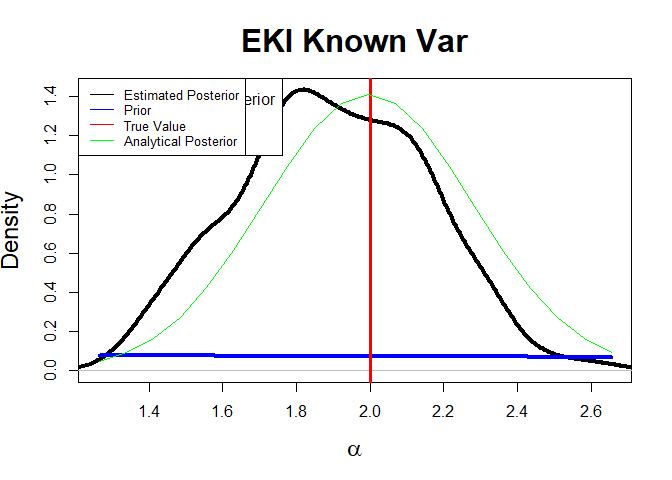 EKI Known Var
Estimated Posterior
Prior
True Value
Analytical Posterior
Density
0.0 0.2 0.4 0.6 0.8 1.0 1.2 1.4
1.4 1.6 1.8 2.0 2.2 2.4 2.6
α